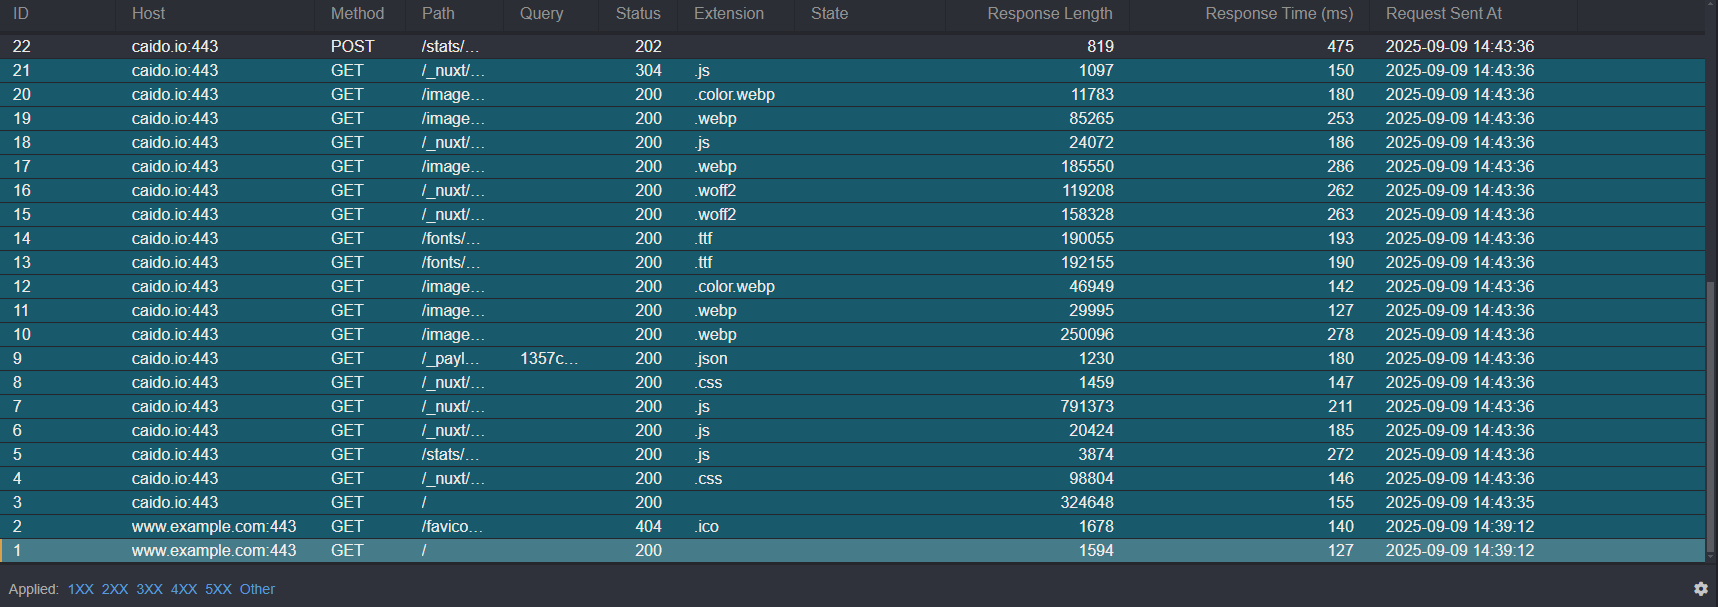 ID Host Method Path Query Status Extension State Response Length Response Time (ms) Request Sent At
22 caido.io:443 POST /stats/... 202 819 475 2025-09-09 14:43:36
21 caido.io:443 GET /_nuxt/... 304 .js 1097 150 2025-09-09 14:43:36
20 caido.io:443 GET /image... 200 .color.webp 11783 180 2025-09-09 14:43:36
19 caido.io:443 GET /image... 200 .webp 85265 253 2025-09-09 14:43:36
18 caido.io:443 GET /_nuxt/... 200 .js 24072 186 2025-09-09 14:43:36
17 caido.io:443 GET /image... 200 .webp 185550 286 2025-09-09 14:43:36
16 caido.io:443 GET /_nuxt/... 200 .woff2 119208 262 2025-09-09 14:43:36
15 caido.io:443 GET /_nuxt/... 200 .woff2 158328 263 2025-09-09 14:43:36
14 caido.io:443 GET /fonts/... 200 .ttf 190055 193 2025-09-09 14:43:36
13 caido.io:443 GET /fonts/... 200 .ttf 192155 190 2025-09-09 14:43:36
12 caido.io:443 GET /image... 200 .color.webp 46949 142 2025-09-09 14:43:36
11 caido.io:443 GET /image... 200 .webp 29995 127 2025-09-09 14:43:36
10 caido.io:443 GET /image... 200 .webp 250096 278 2025-09-09 14:43:36
9 caido.io:443 GET /_payl... 1357c... 200 .json 1230 180 2025-09-09 14:43:36
8 caido.io:443 GET /_nuxt/... 200 .css 1459 147 2025-09-09 14:43:36
7 caido.io:443 GET /_nuxt/... 200 .js 791373 211 2025-09-09 14:43:36
6 caido.io:443 GET /_nuxt/... 200 .js 20424 185 2025-09-09 14:43:36
5 caido.io:443 GET /stats/... 200 .js 3874 272 2025-09-09 14:43:36
4 caido.io:443 GET /_nuxt/... 200 .css 98804 146 2025-09-09 14:43:36
3 caido.io:443 GET / 200 324648 155 2025-09-09 14:43:35
2 www.example.com:443 GET /favico... 404 .ico 1678 140 2025-09-09 14:39:12
1 www.example.com:443 GET / 200 1594 127 2025-09-09 14:39:12
Applied: 1XX 2XX 3XX 4XX 5XX Other